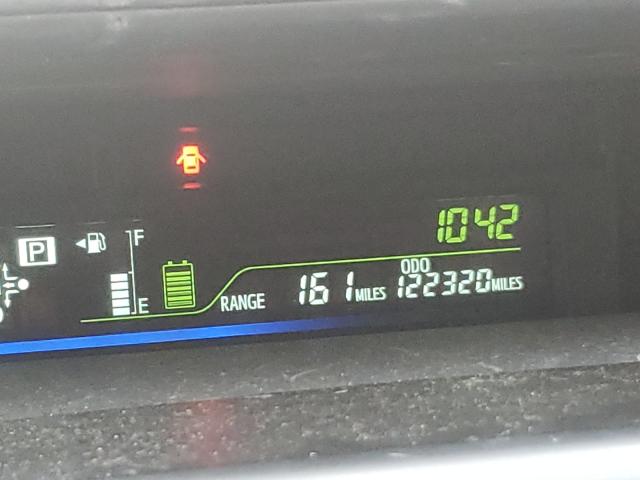 1042
P F
ODO
E RANGE 161 MILES 122320 MILES